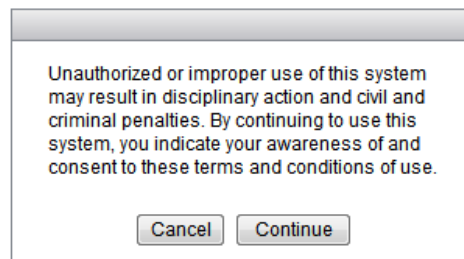 Unauthorized or improper use of this system
may result in disciplinary action and civil and
criminal penalties. By continuing to use this
system, you indicate your awareness of and
consent to these terms and conditions of use.
Cancel Continue